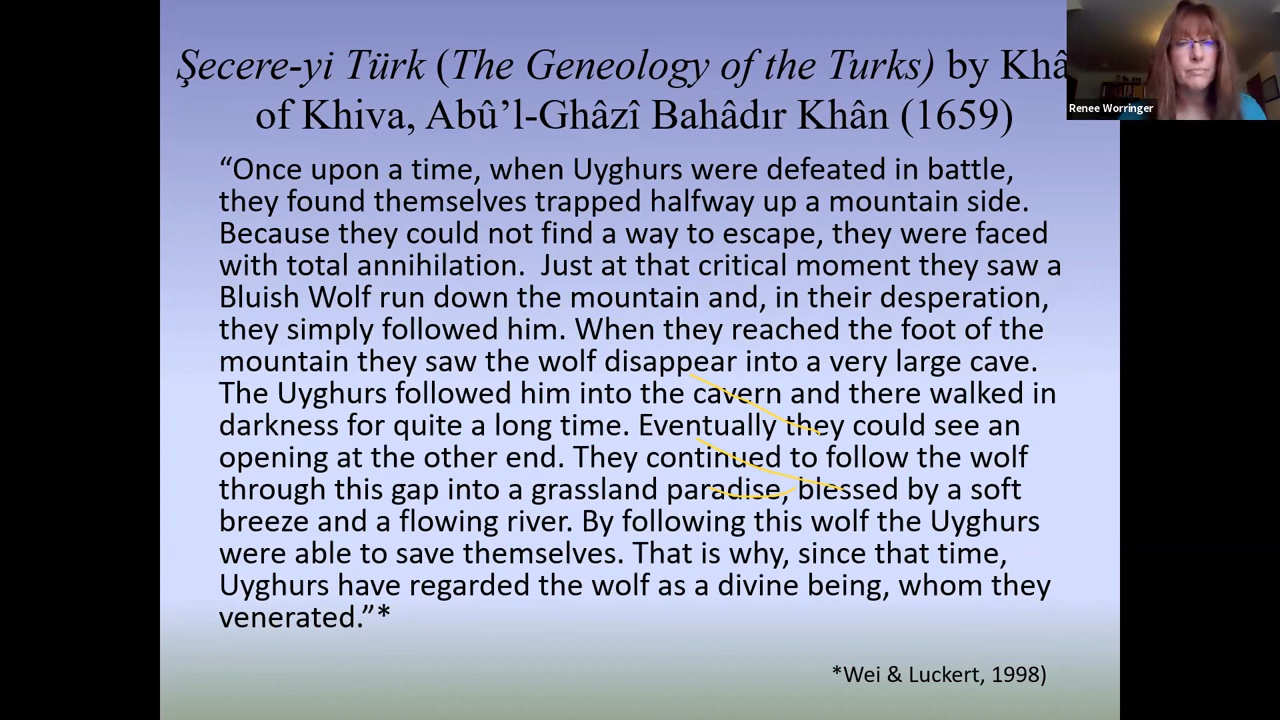 Şecere-yi Türk (The Geneology of the Turks) by Khâ
of Khiva, Abû’l-Ghâzî Bahâdır Khân (1659)
Renee Worringer
“Once upon a time, when Uyghurs were defeated in battle,
they found themselves trapped halfway up a mountain side.
Because they could not find a way to escape, they were faced
with total annihilation.  Just at that critical moment they saw a
Bluish Wolf run down the mountain and, in their desperation,
they simply followed him. When they reached the foot of the
mountain they saw the wolf disappear into a very large cave.
The Uyghurs followed him into the cavern and there walked in
darkness for quite a long time. Eventually they could see an
opening at the other end. They continued to follow the wolf
through this gap into a grassland paradise, blessed by a soft
breeze and a flowing river. By following this wolf the Uyghurs
were able to save themselves. That is why, since that time,
Uyghurs have regarded the wolf as a divine being, whom they
venerated.”*
*Wei & Luckert, 1998)